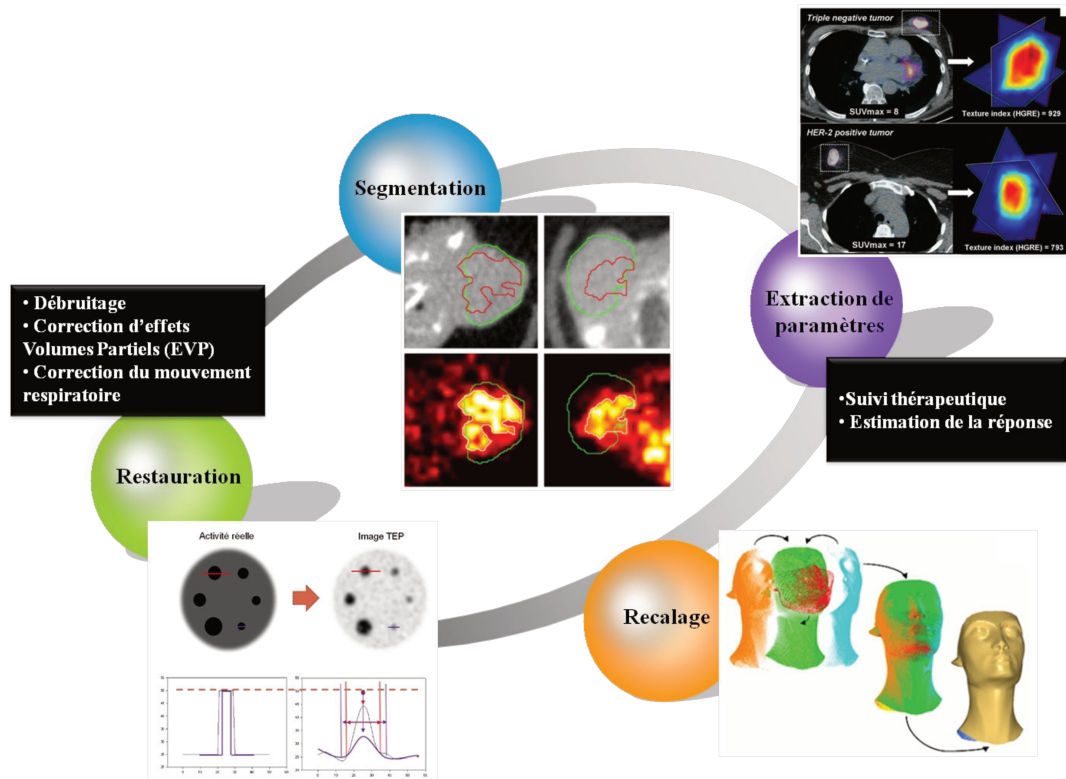 Triple negative tumor
SUVmax = 8
Texture index (HGRE) = 929
HER-2 positive tumor
SUVmax = 17
Texture index (HGRE) = 793
Segmentation
Extraction de
paramètres
• Débruitage
• Correction d'effets
Volumes Partiels (EVP)
• Correction du mouvement
respiratoire
•Suivi thérapeutique
• Estimation de la réponse
Restauration
Activité réelle
Image TEP
Recalage